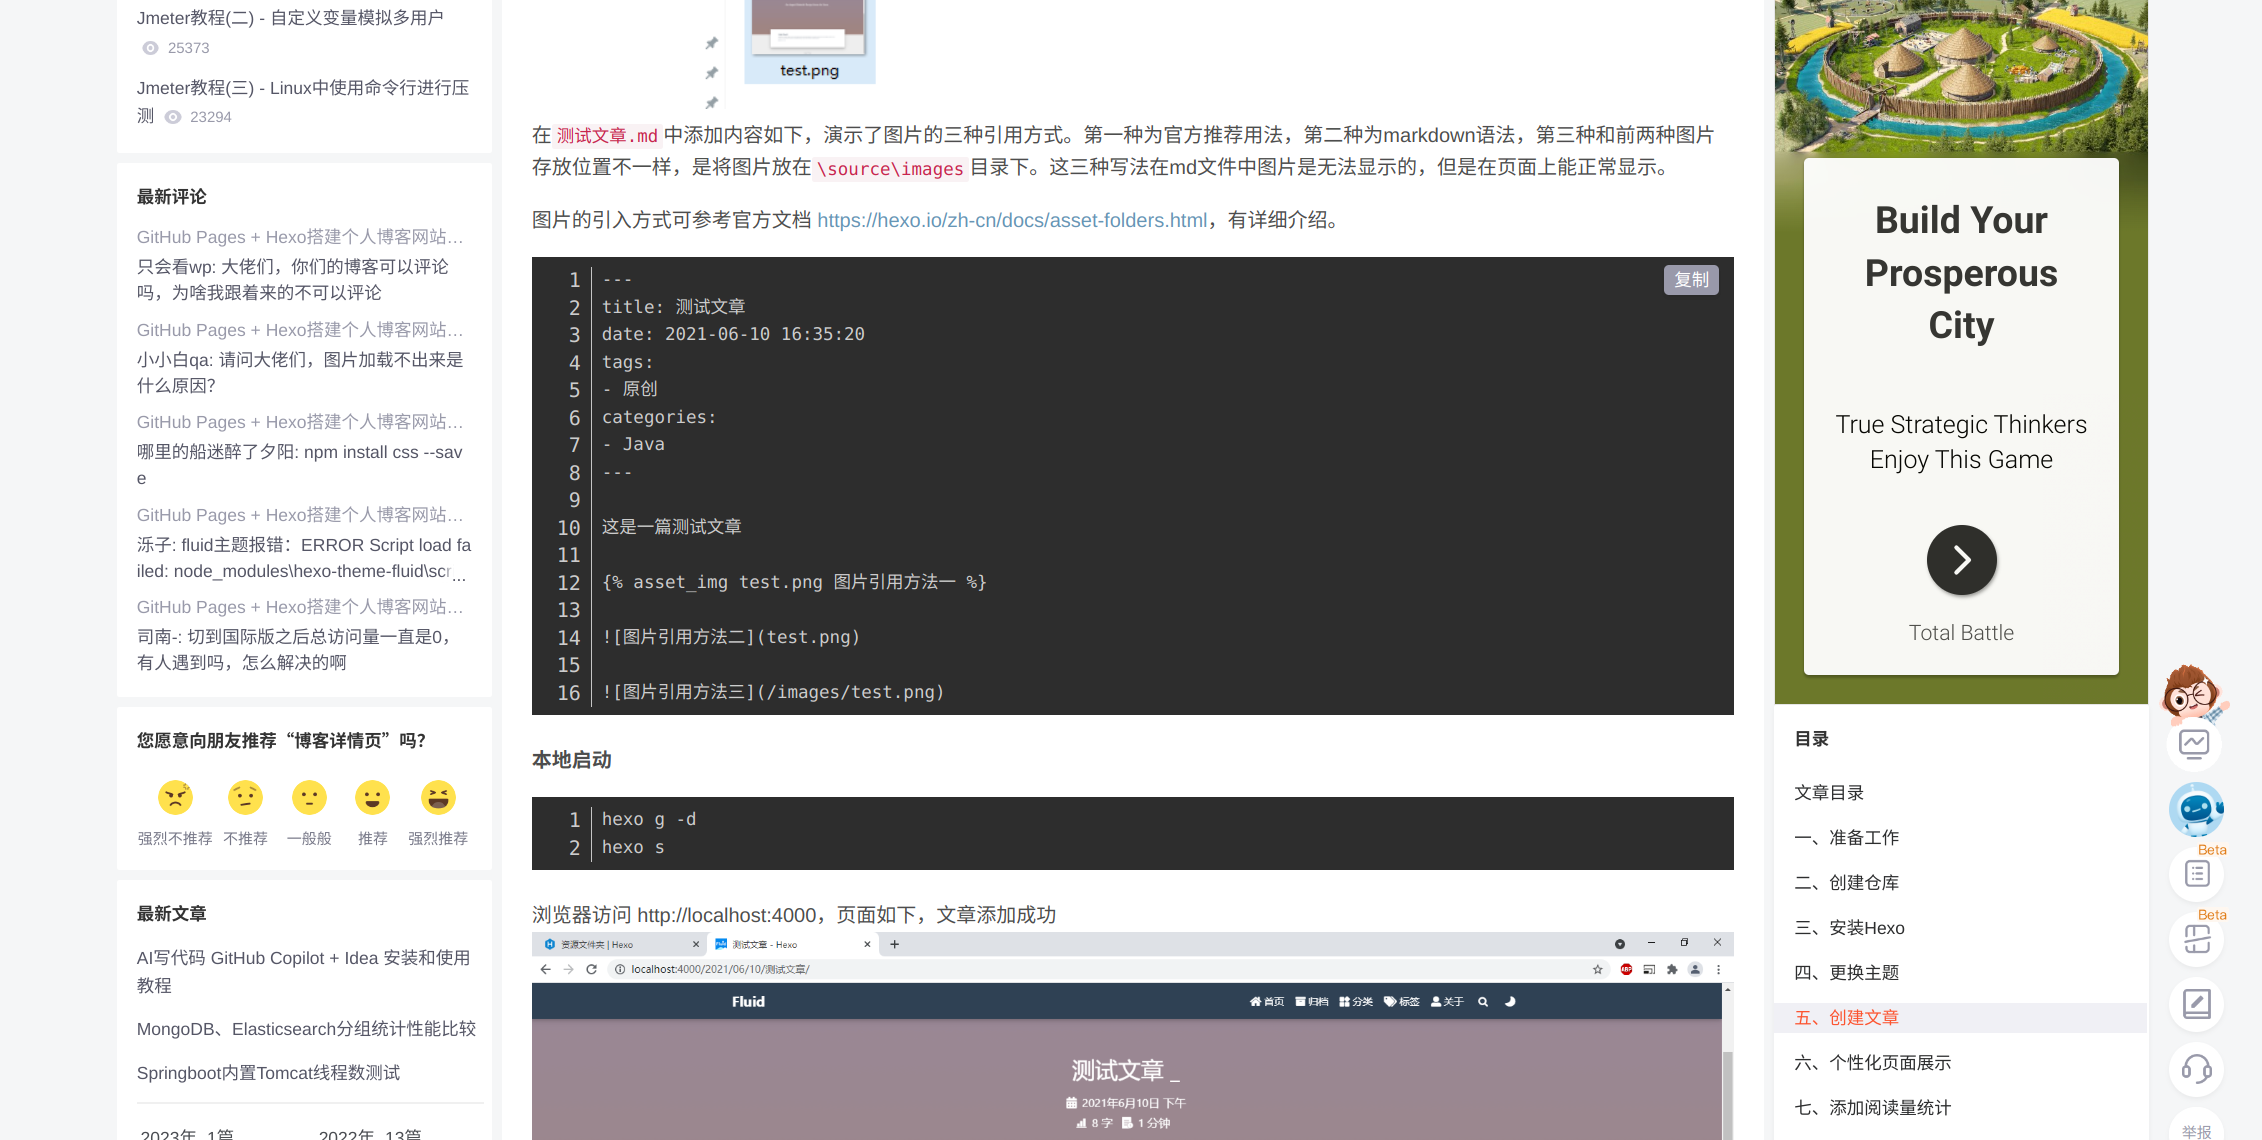 Jmeter教程(二) - 自定义变量模拟多用户
25373
Jmeter教程(三) - Linux中使用命令行进行压
测 23294
最新评论
GitHub Pages + Hexo搭建个人博客网站...
只会看wp: 大佬们，你们的博客可以评论
吗，为啥我跟着来的不可以评论
GitHub Pages + Hexo搭建个人博客网站...
小小白qa: 请问大佬们，图片加载不出来是
什么原因？
GitHub Pages + Hexo搭建个人博客网站...
哪里的船迷醉了夕阳: npm install css --sav
e
GitHub Pages + Hexo搭建个人博客网站...
泺子: fluid主题报错：ERROR Script load fa
iled: node_modules\hexo-theme-fluid\scr...
GitHub Pages + Hexo搭建个人博客网站...
司南-: 切到国际版之后总访问量一直是0，
有人遇到吗，怎么解决的啊
您愿意向朋友推荐“博客详情页”吗？
强烈不推荐 不推荐 一般般 推荐 强烈推荐
最新文章
AI写代码 GitHub Copilot + Idea 安装和使用
教程
MongoDB、Elasticsearch分组统计性能比较
Springboot内置Tomcat线程数测试
2023年 1篇 2022年 13篇
test.png
在 测试文章.md 中添加内容如下，演示了图片的三种引用方式。第一种为官方推荐用法，第二种为markdown语法，第三种和前两种图片
存放位置不一样，是将图片放在 \source\images 目录下。这三种写法在md文件中图片是无法显示的，但是在页面上能正常显示。
图片的引入方式可参考官方文档 https://hexo.io/zh-cn/docs/asset-folders.html，有详细介绍。
复制
1 ---
2 title: 测试文章
3 date: 2021-06-10 16:35:20
4 tags:
5 - 原创
6 categories:
7 - Java
8 ---
9
10 这是一篇测试文章
11
12 {% asset_img test.png 图片引用方法一 %}
13
14 ![图片引用方法二](test.png)
15
16 ![图片引用方法三](/images/test.png)
本地启动
1 hexo g -d
2 hexo s
浏览器访问 http://localhost:4000，页面如下，文章添加成功
资源文件夹 | Hexo 测试文章 - Hexo
localhost:4000/2021/06/10/测试文章/
ABP
Fluid 首页 归档 分类 标签 关于
测试文章 _
2021年6月10日 下午
8 字 1 分钟
Build Your
Prosperous
City
True Strategic Thinkers
Enjoy This Game
Total Battle
目录
文章目录
一、准备工作
二、创建仓库
三、安装Hexo
四、更换主题
五、创建文章
六、个性化页面展示
七、添加阅读量统计
Beta
Beta
举报